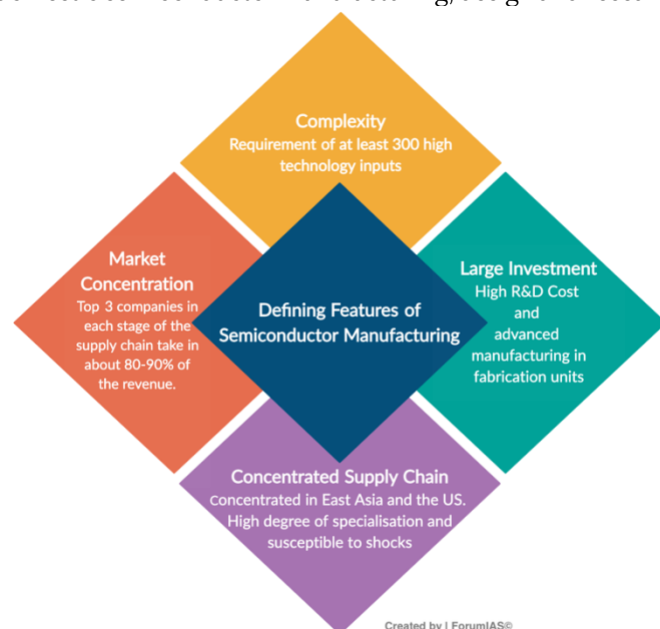 Complexity
Requirement of at least 300 high
technology inputs
Market
Concentration
Top 3 companies in
each stage of the
supply chain take in
about 80-90% of
the revenue.
Defining Features of
Semiconductor Manufacturing
Large Investment
High R&D Cost
and
advanced
manufacturing in
fabrication units
Concentrated Supply Chain
concentrated in East Asia and the US.
High degree of specialisation and
susceptible to shocks
Created by | ForumIAS©